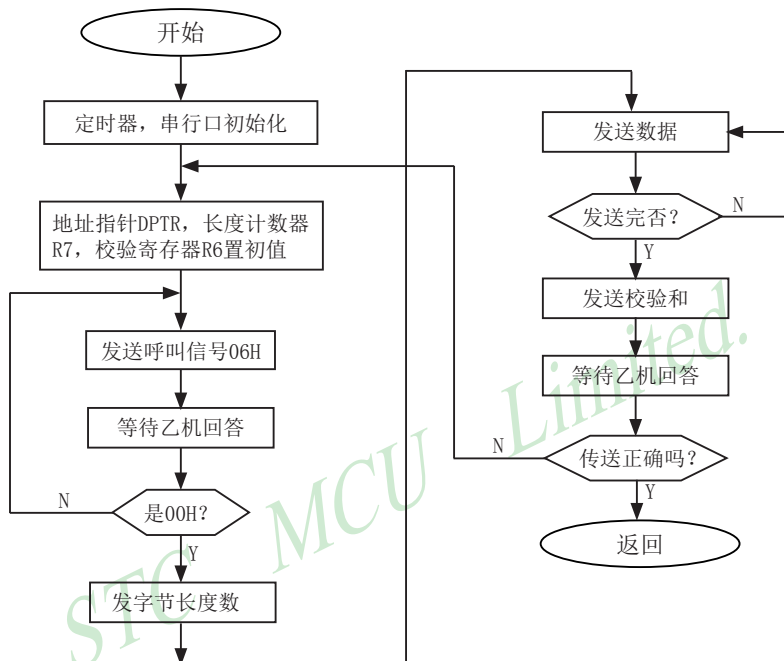 开始
定时器，串行口初始化
地址指针DPTR，长度计数器
R7，校验寄存器R6置初值
发送呼叫信号06H
等待乙机回答
是00H？
N
Y
发字节长度数
发送数据
发送完否？
N
Y
发送校验和
等待乙机回答
传送正确吗？
N
Y
返回
STC MCU Limited.